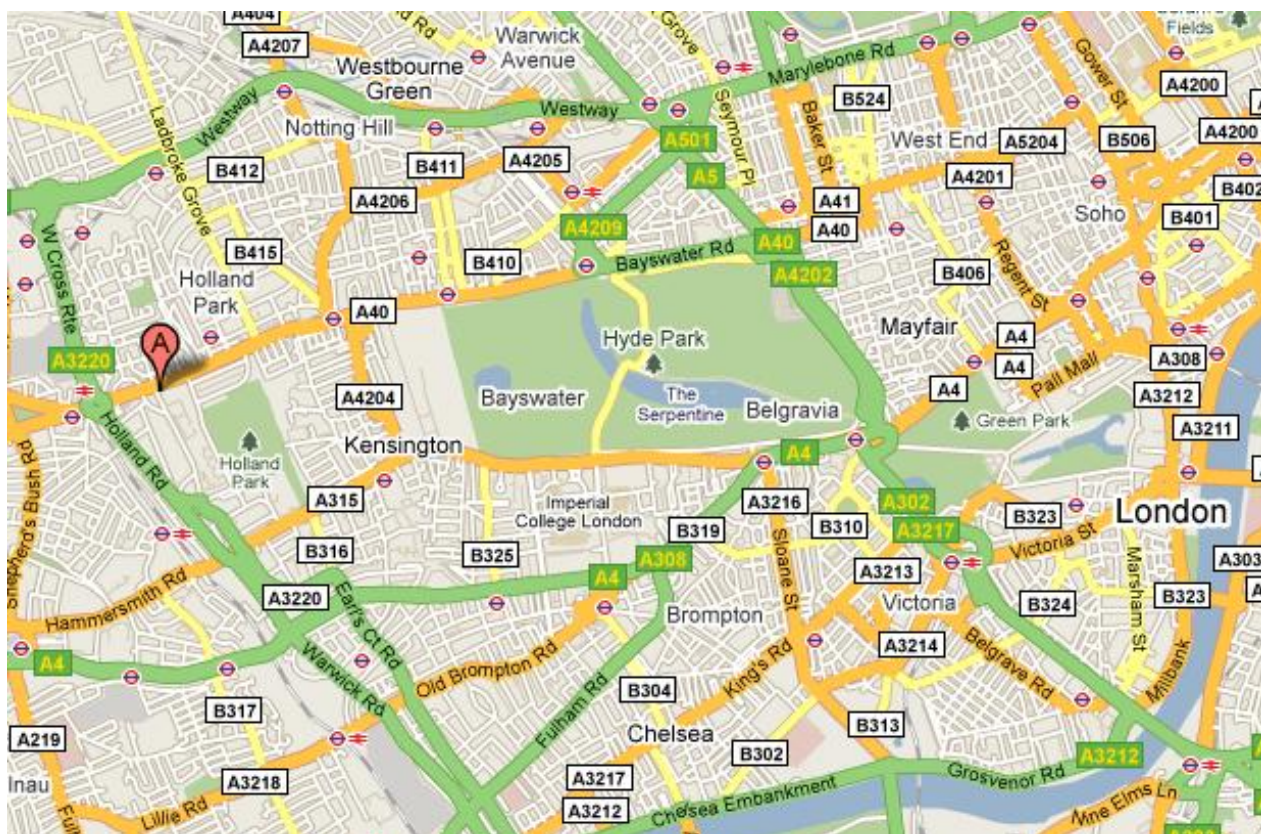 A404
A4207
Warwick
Avenue
Westbourne
Green
Marylebone Rd
Gower St
Fields
Westway
Westway
Notting Hill
Ladbroke Grove
Seymour Pl
Baker St
B524
West End
A4200
A4200
A5204
B506
B412
B411
A4205
A501
A5
A4201
B402
A4206
A41
A40
Soho
B401
A4209
A40
B415
B410
Bayswater Rd
A4202
B406
Regent St
W Cross Rte
Holland
Park
A40
Mayfair
Hyde Park
A4
A4
A4
A308
Pall Mall
A3220
A
A4204
Bayswater
The
Serpentine
Belgravia
Green Park
A3212
A3211
Kensington
A4
Holland Rd
Holland
Park
A315
Imperial
College London
B319
A3216
A302
A3217
B310
B323
London
Victoria St
Shepherd's Bush Rd
B316
B325
A308
A4
Sloane St
A3213
Marsham St
A3220
Hammersmith Rd
Earl's Ct Rd
Brompton
Victoria
B324
B323
A4
A3214
Warwick Rd
Old Brompton Rd
King's Rd
Belgrave Rd
Millbank
B317
B304
Fulham Rd
Chelsea
B313
A219
B302
A3212
A3218
A3217
Grosvenor Rd
Lillie Rd
A3212
Chelsea Embankment